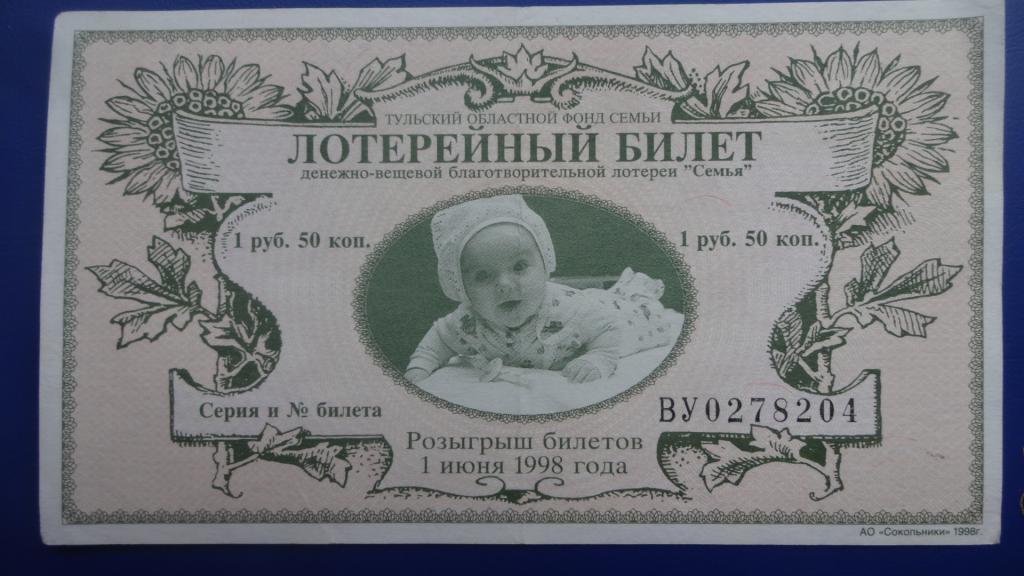 ТУЛЬСКИЙ ОБЛАСТНОЙ ФОНД СЕМЬИ
ЛОТЕРЕЙНЫЙ БИЛЕТ
денежно-вещевой благотворительной лотереи "Семья"
1 руб. 50 коп. 1 руб. 50 коп.
Серия и № билета ВУ0278204
Розыгрыш билетов
1 июня 1998 года
АО «Сокольники» 1998г.